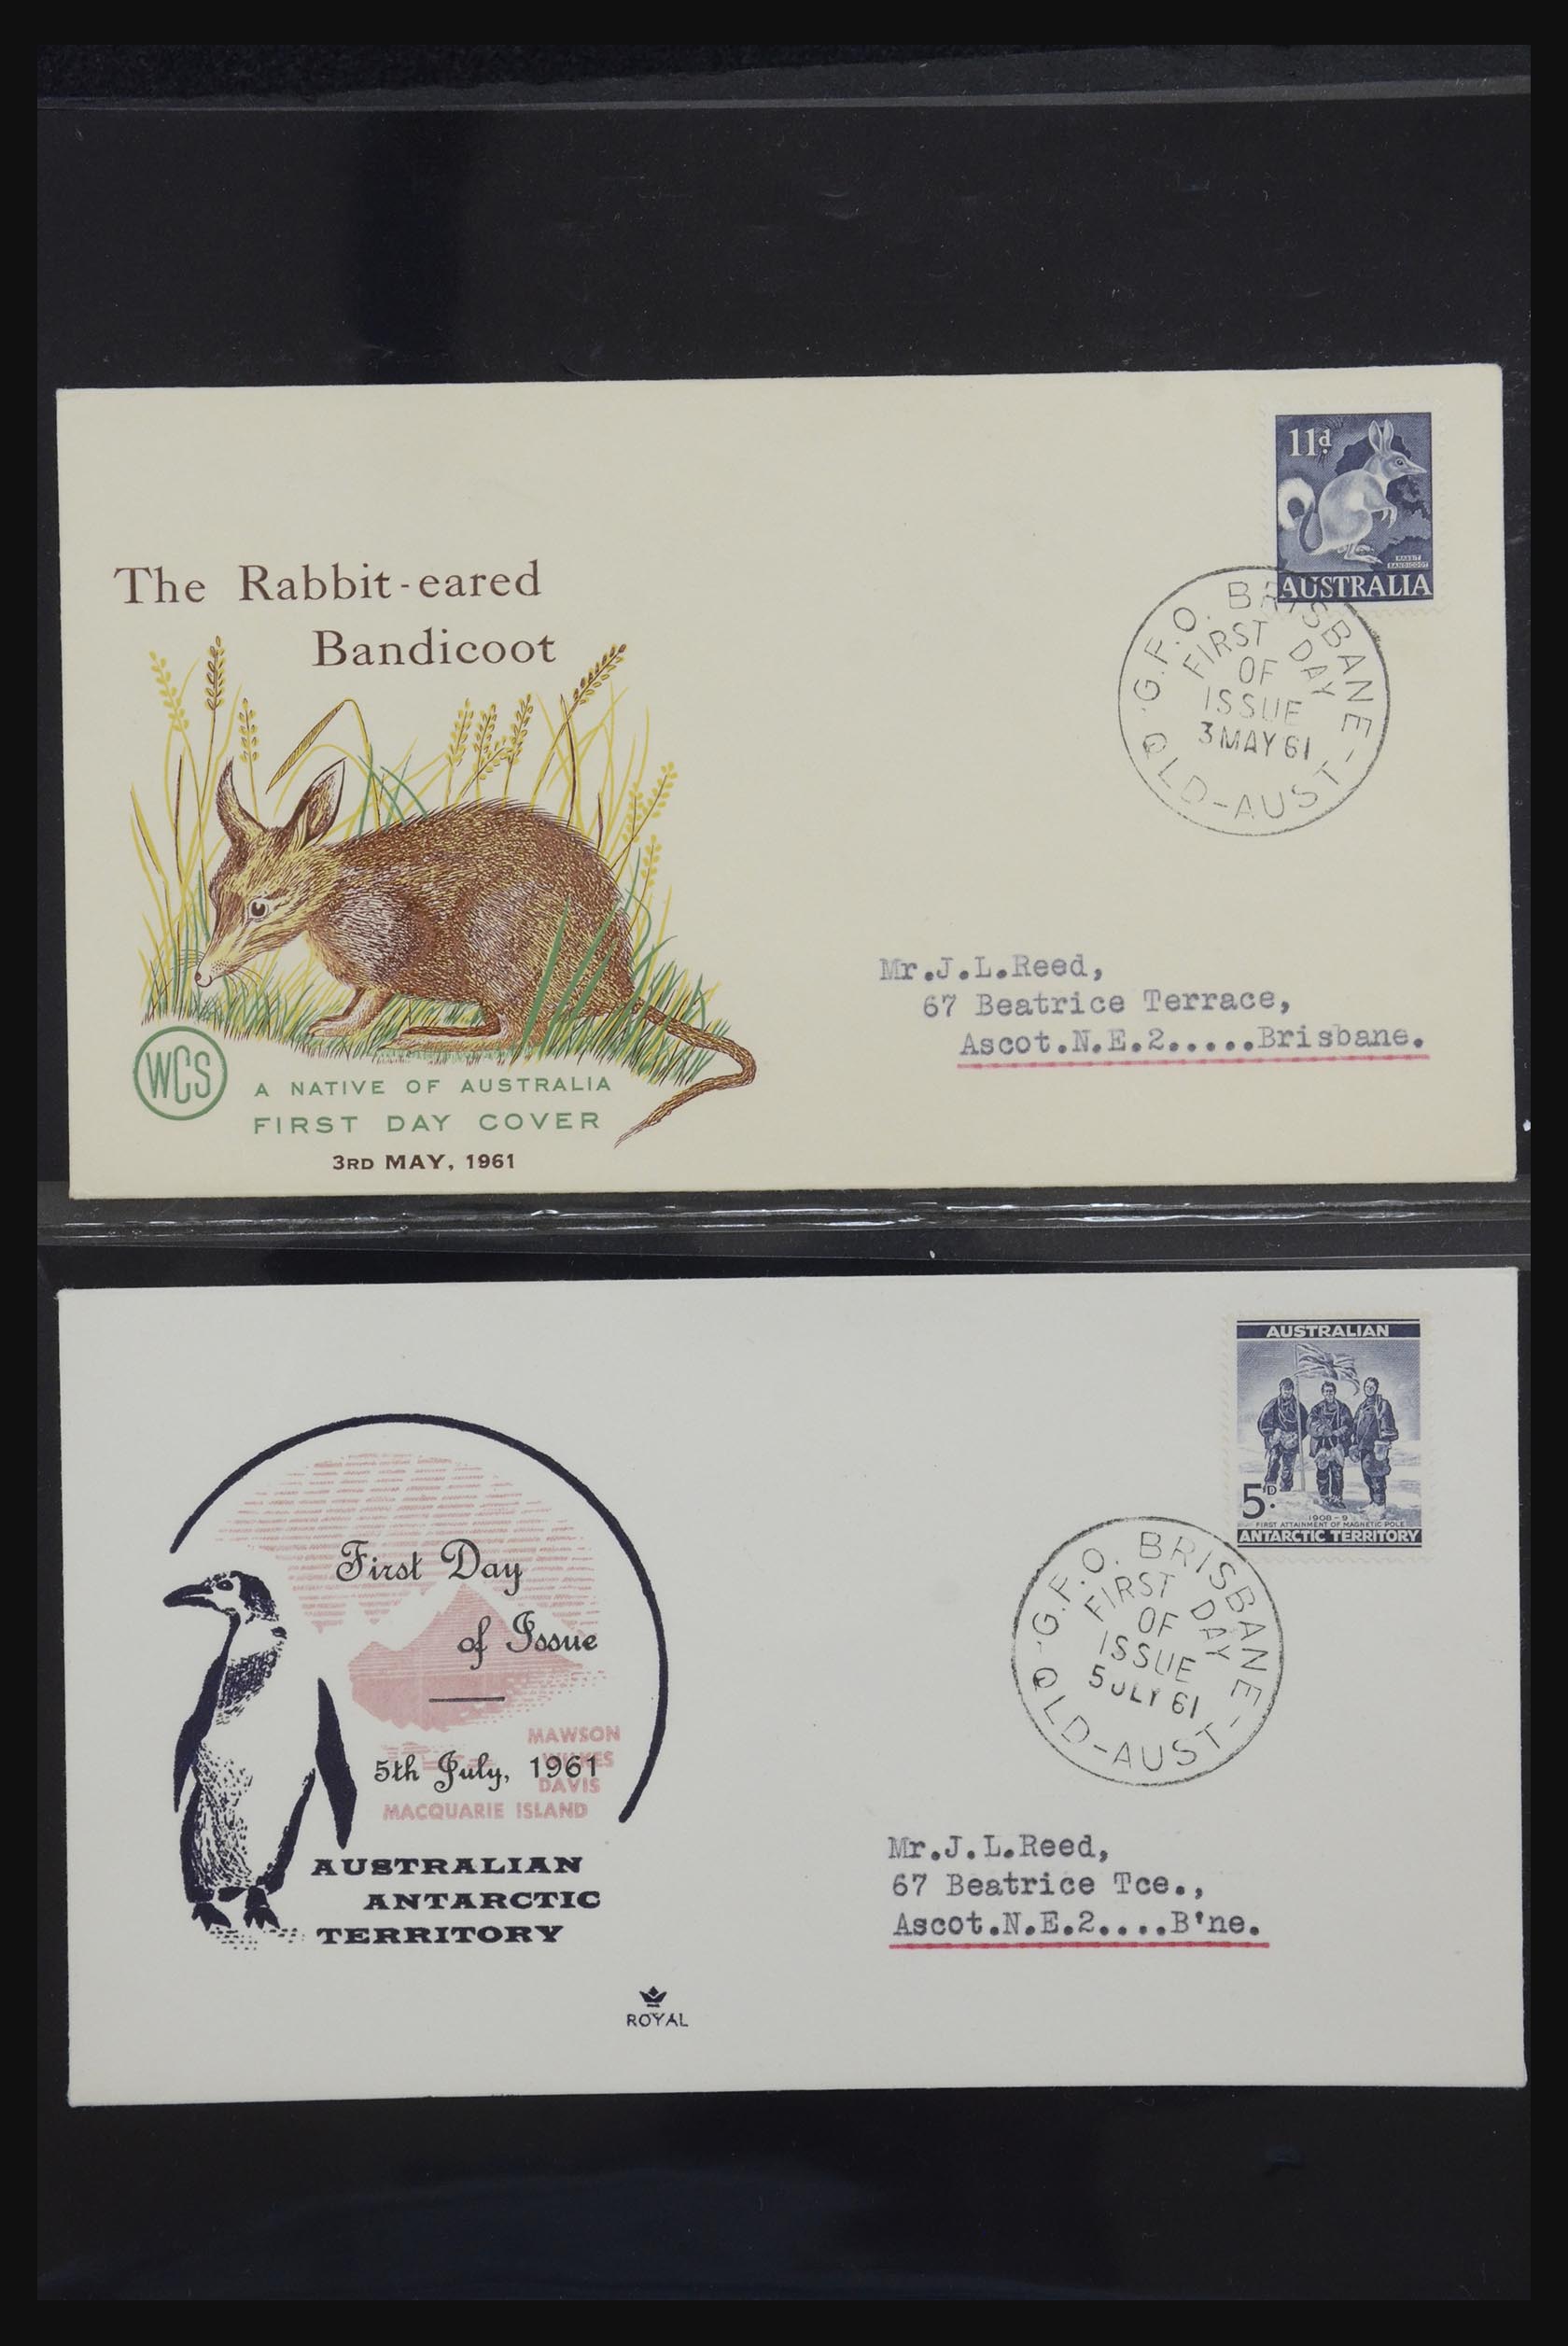 11d
RABBIT
BANDICOOT
AUSTRALIA
The Rabbit-eared
Bandicoot
G.P.O. BRISBANE-
FIRST DAY
OF
ISSUE
3 MAY 61
QLD-AUST-
Mr.J.L.Reed,
67 Beatrice Terrace,
Ascot.N.E.2.....Brisbane.
WCS
A NATIVE OF AUSTRALIA
FIRST DAY COVER
3RD MAY, 1961
AUSTRALIAN
5D.
1908-9
FIRST ATTAINMENT OF MAGNETIC POLE
ANTARCTIC TERRITORY
G.P.O. BRISBANE-
FIRST DAY
OF
ISSUE
5 JLY 61
QLD-AUST-
First Day
of Issue
MAWSON
WILKES
5th July, 1961
DAVIS
MACQUARIE ISLAND
AUSTRALIAN
ANTARCTIC
TERRITORY
Mr.J.L.Reed,
67 Beatrice Tce.,
Ascot.N.E.2....B'ne.
ROYAL